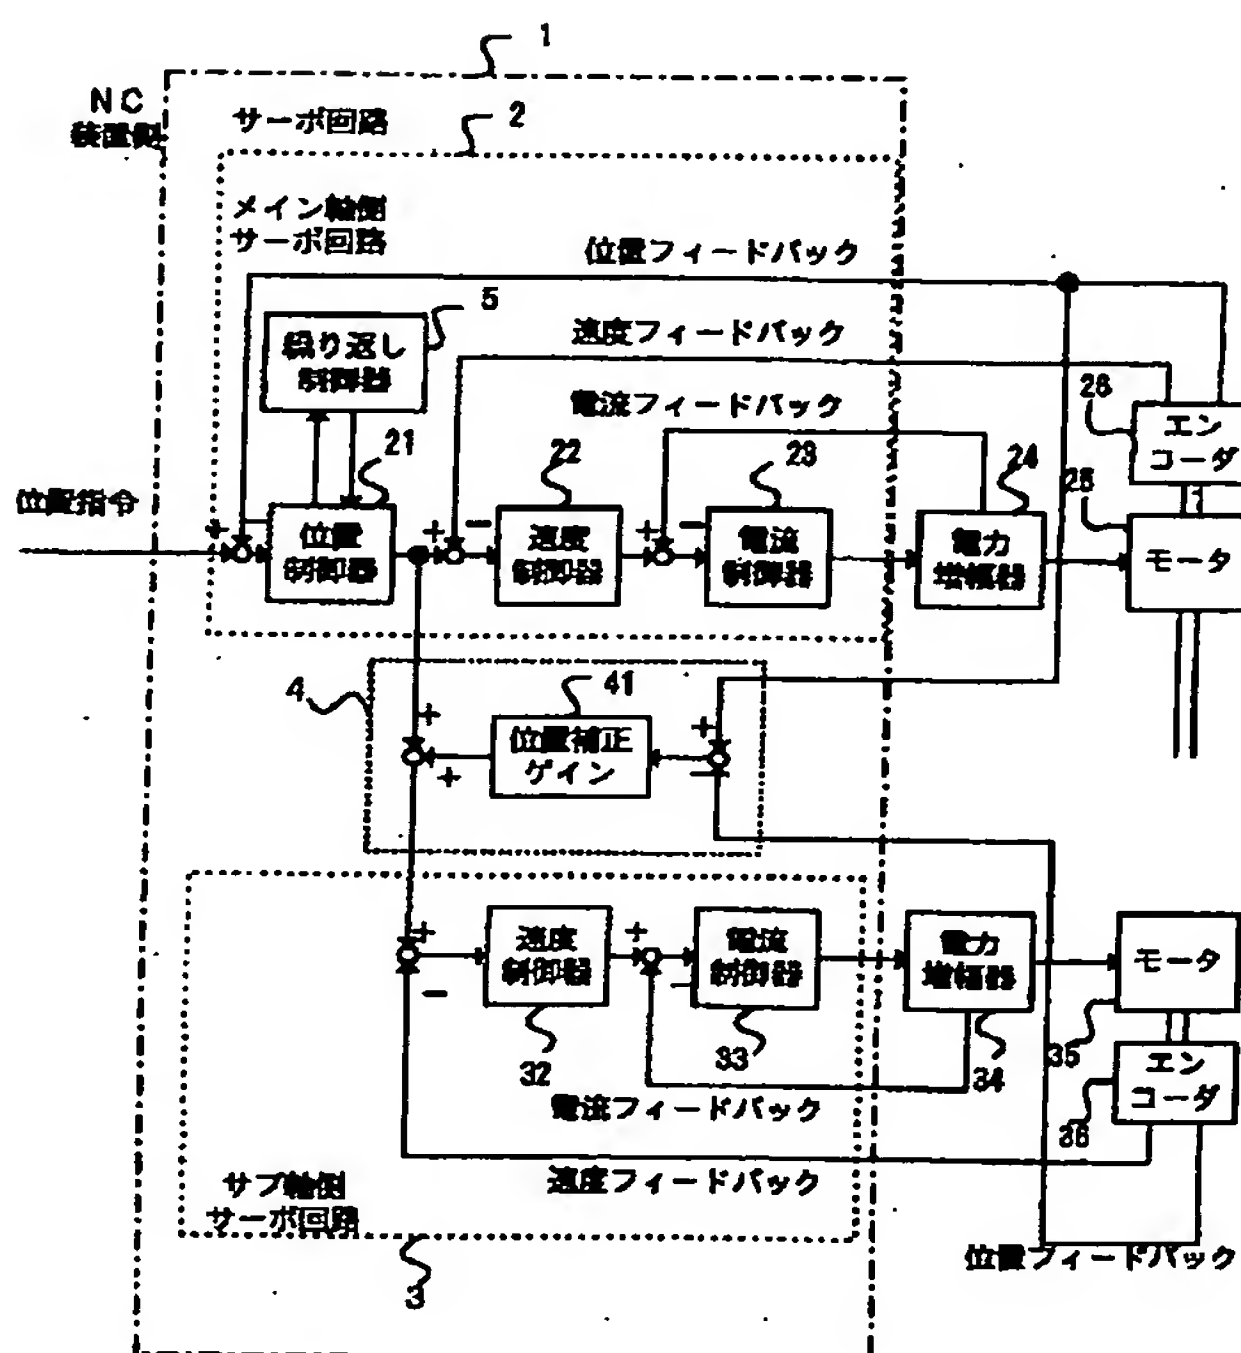 1
NC
装置側
サーボ回路
2
メイン軸側
サーボ回路
位置フィードバック
5
繰り返し
制御器
速度フィードバック
電流フィードバック
26
エン
コーダ
21
22
23
24
25
位置指令
+
位置
制御器
+
−
速度
制御器
+
−
電流
制御器
電力
増幅器
モータ
4
41
+
+
位置補正
ゲイン
+
−
+
−
速度
制御器
+
−
電流
制御器
電力
増幅器
モータ
32
33
34
35
エン
コーダ
36
電流フィードバック
速度フィードバック
サブ軸側
サーボ回路
位置フィードバック
3